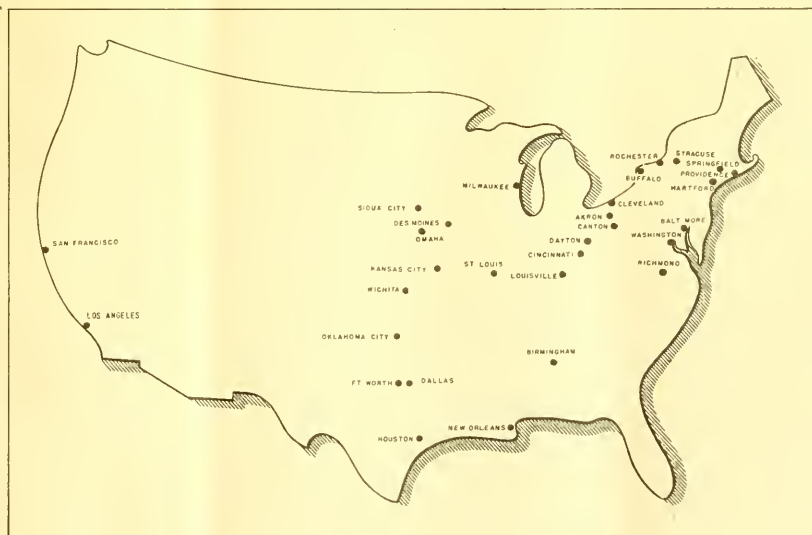 ROCHESTER
SYRACUSE
SPRINGFIELD
BUFFALO
PROVIDENCE
HARTFORD
MILWAUKEE
CLEVELAND
SIOUX CITY
AKRON
DES MOINES
CANTON
BALT MORE
OMAHA
WASHINGTON
DAYTON
SAN FRANCISCO
CINCINNATI
ST LOUIS
KANSAS CITY
LOUISVILLE
RICHMOND
WICHITA
LOS ANGELES
OKLAHOMA CITY
BIRMINGHAM
FT WORTH
DALLAS
NEW ORLEANS
HOUSTON